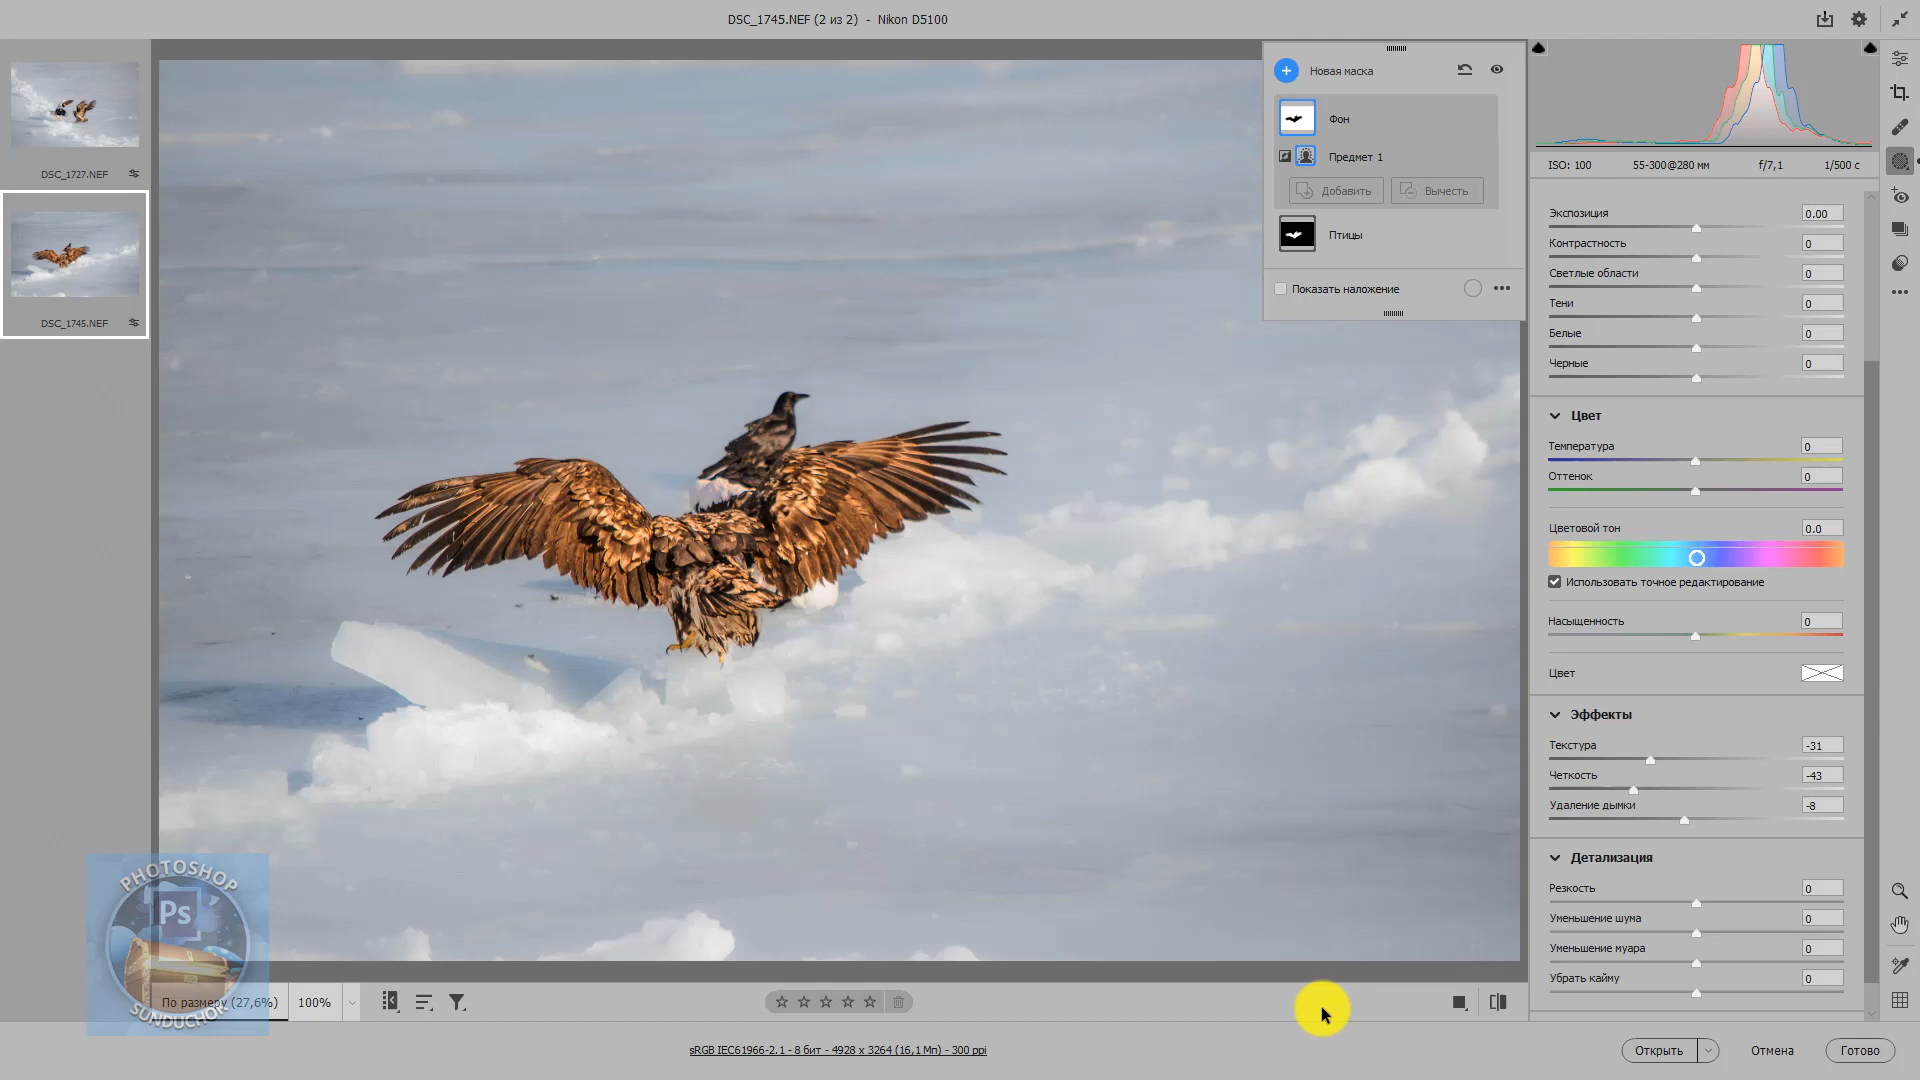 DSC_1745.NEF (2 из 2) - Nikon D5100
DSC_1727.NEF
DSC_1745.NEF
Новая маска
Фон
Предмет 1
Добавить
Вычесть
Птицы
Показать наложение
ISO: 100 55-300@280 мм f/7,1 1/500 с
Экспозиция 0.00
Контрастность 0
Светлые области 0
Тени 0
Белые 0
Черные 0
Цвет
Температура 0
Оттенок 0
Цветовой тон 0.0
Использовать точное редактирование
Насыщенность 0
Цвет
Эффекты
Текстура -31
Четкость -43
Удаление дымки -8
Детализация
Резкость 0
Уменьшение шума 0
Уменьшение муара 0
Убрать кайму 0
PHOTOSHOP
Ps
SUNDUCHOK
По размеру (27,6%) 100%
sRGB IEC61966-2.1 - 8 бит - 4928 x 3264 (16,1 Мп) - 300 ppi
Открыть
Отмена
Готово